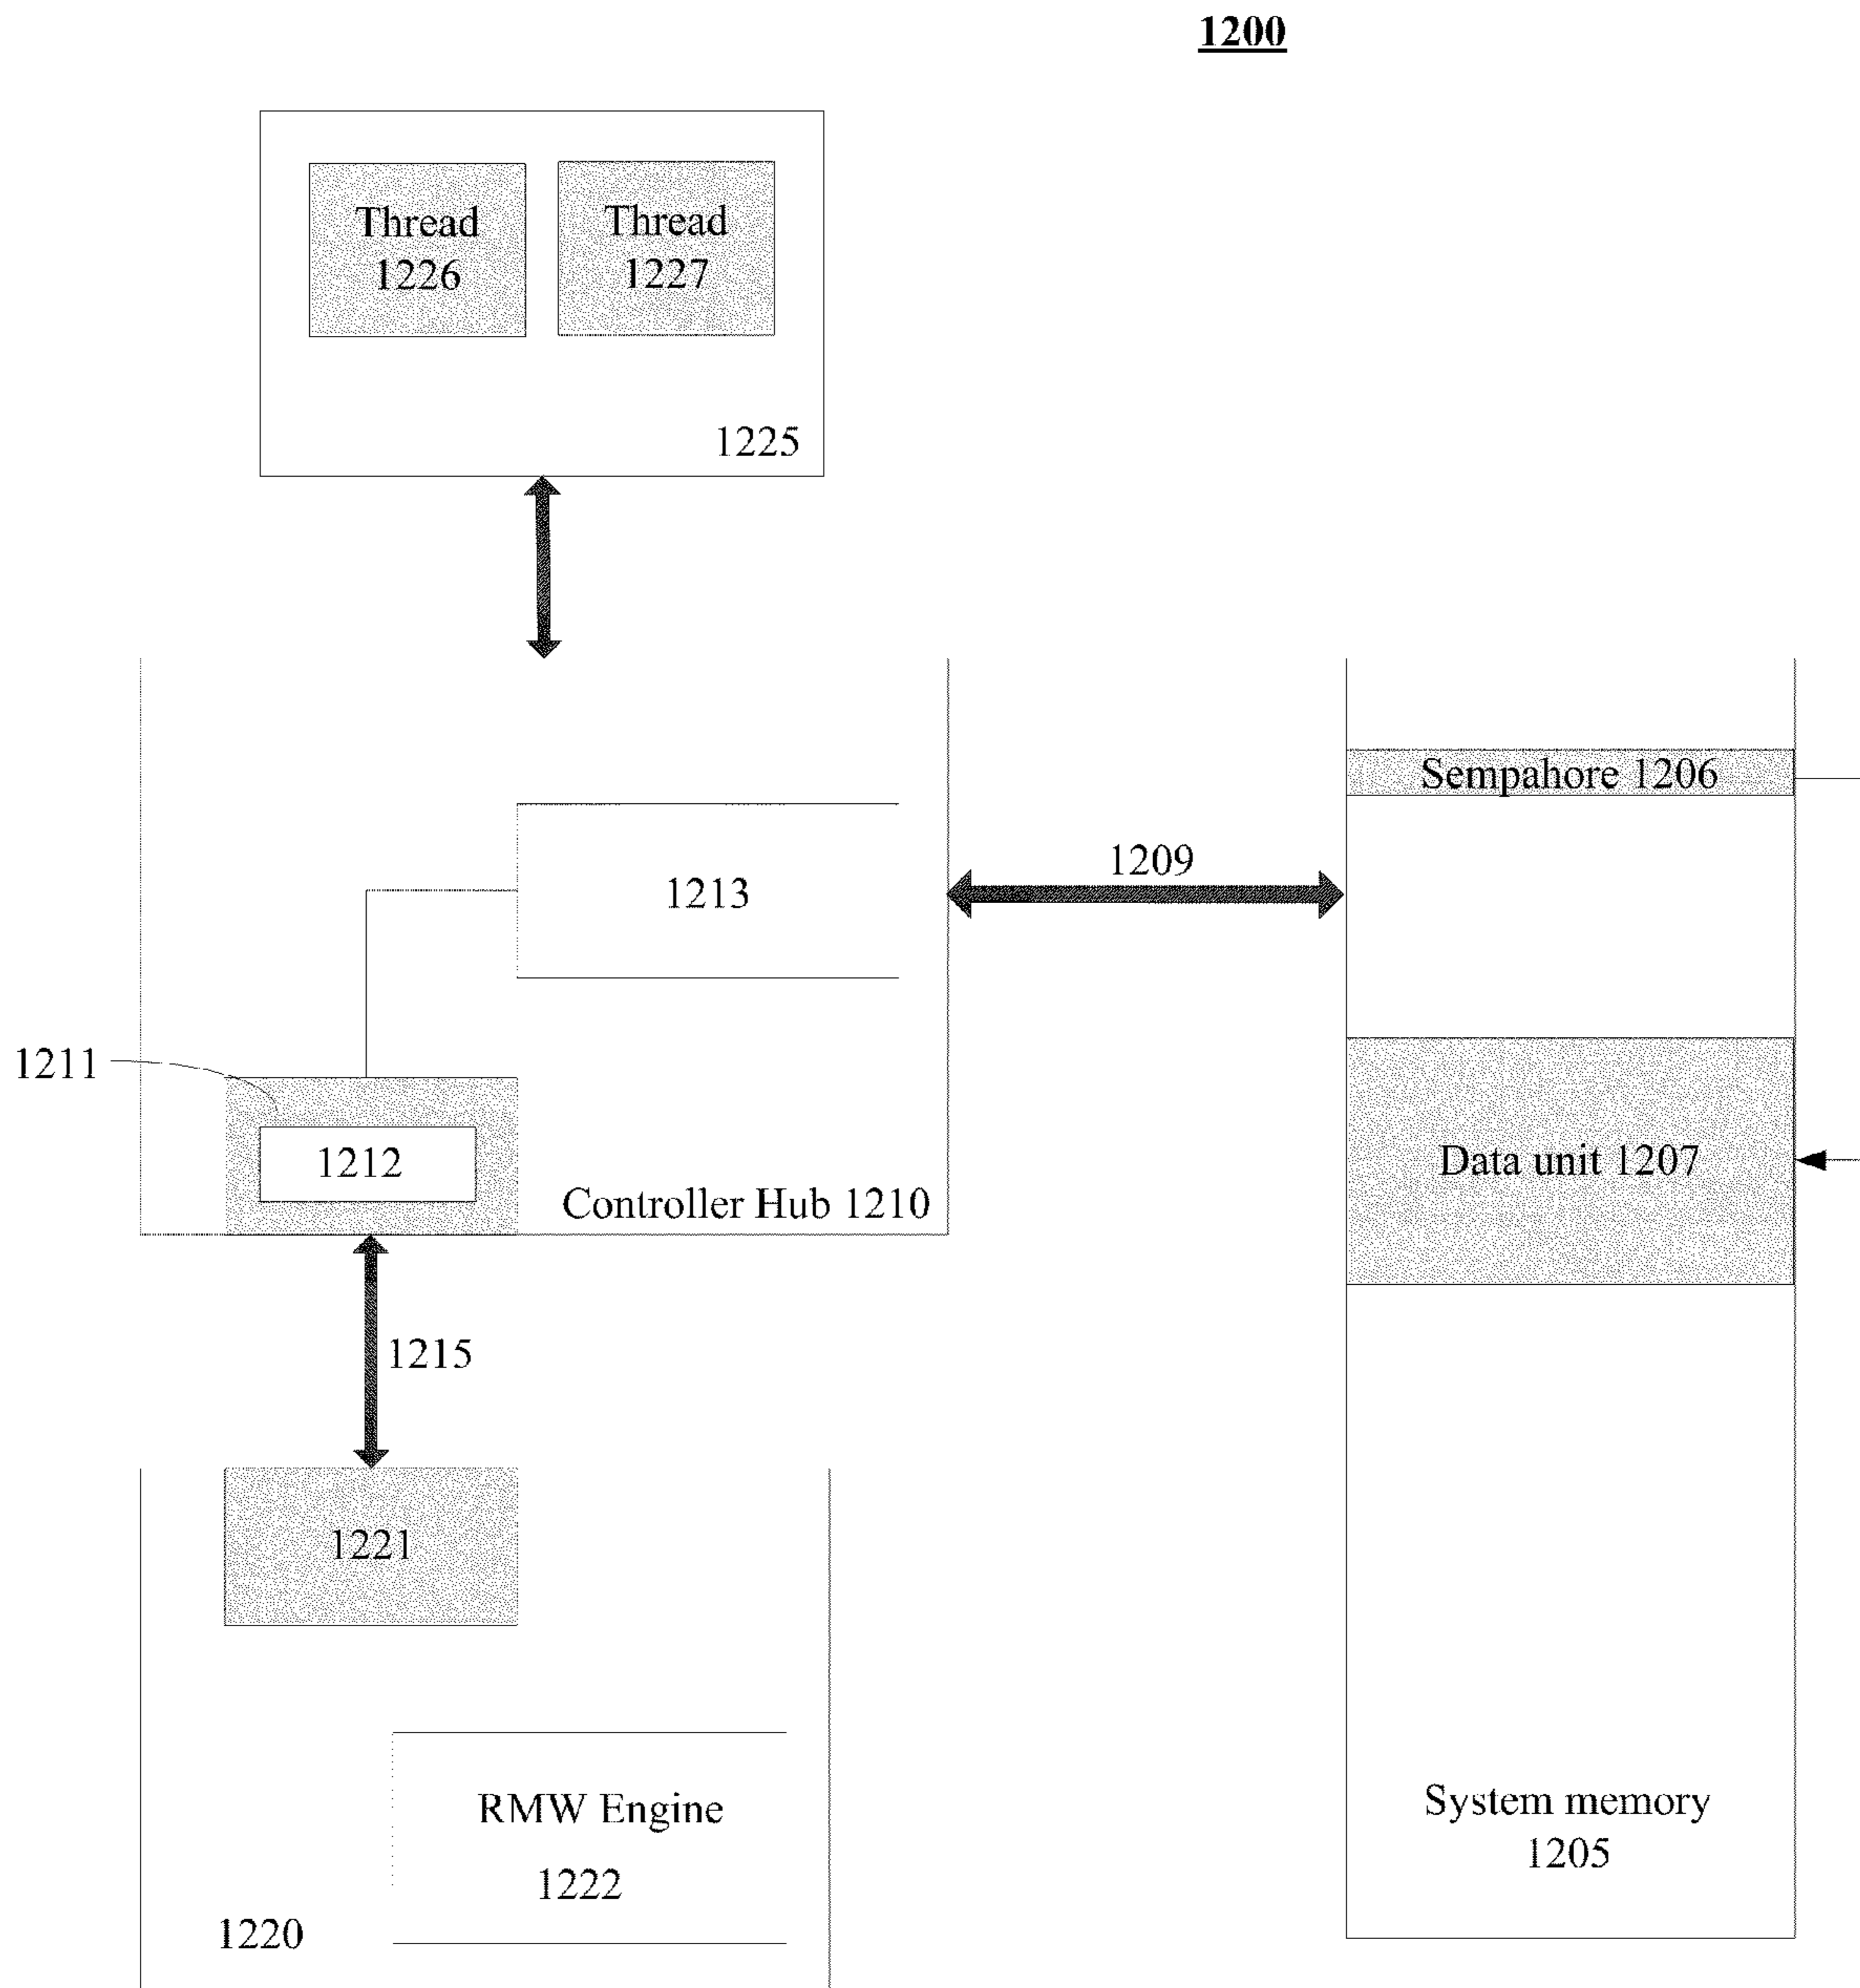 1200
Thread
1226
Thread
1227
1225
Sempahore 1206
1209
1213
1211
1212
Data unit 1207
Controller Hub 1210
1215
1221
RMW Engine
1222
System memory
1205
1220